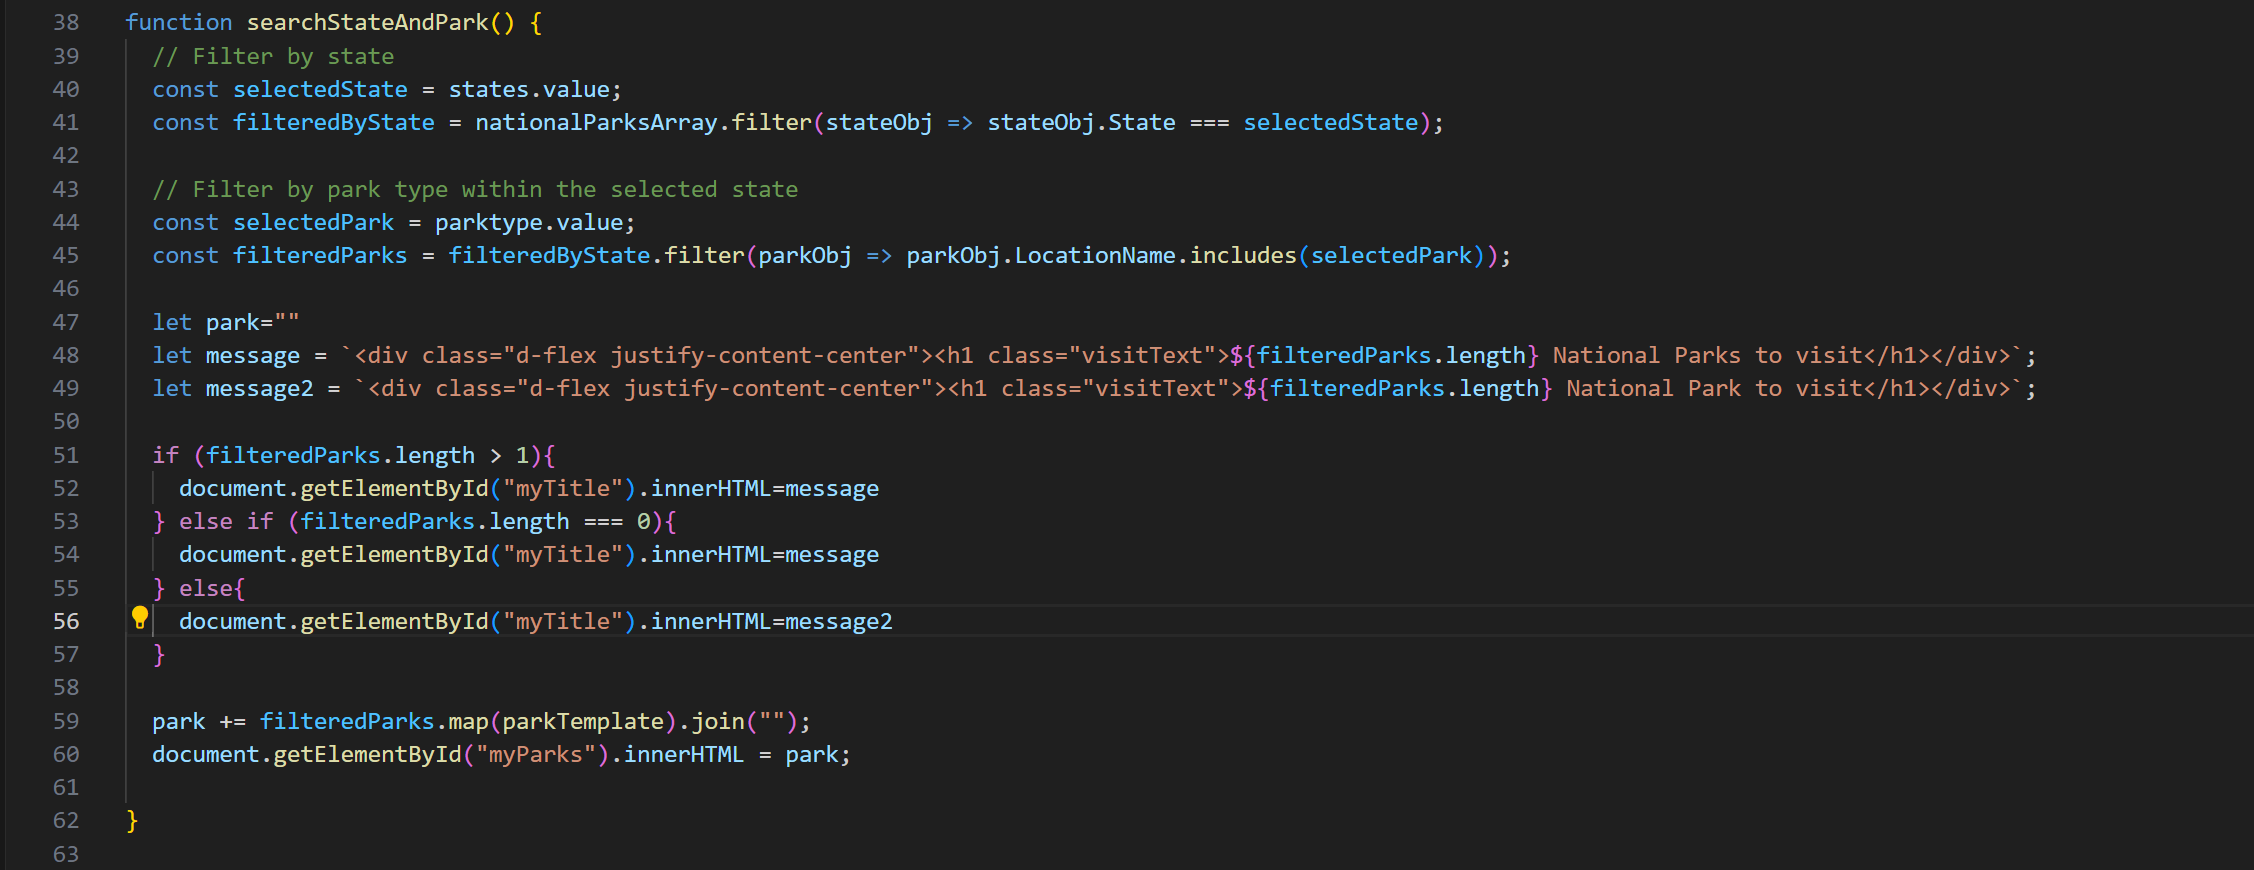 38 function searchStateAndPark() {
39   // Filter by state
40   const selectedState = states.value;
41   const filteredByState = nationalParksArray.filter(stateObj => stateObj.State === selectedState);
42
43   // Filter by park type within the selected state
44   const selectedPark = parktype.value;
45   const filteredParks = filteredByState.filter(parkObj => parkObj.LocationName.includes(selectedPark));
46
47   let park=""
48   let message = `<div class="d-flex justify-content-center"><h1 class="visitText">${filteredParks.length} National Parks to visit</h1></div>`;
49   let message2 = `<div class="d-flex justify-content-center"><h1 class="visitText">${filteredParks.length} National Park to visit</h1></div>`;
50
51   if (filteredParks.length > 1){
52     document.getElementById("myTitle").innerHTML=message
53   } else if (filteredParks.length === 0){
54     document.getElementById("myTitle").innerHTML=message
55   } else{
56     document.getElementById("myTitle").innerHTML=message2
57   }
58
59   park += filteredParks.map(parkTemplate).join("");
60   document.getElementById("myParks").innerHTML = park;
61
62 }
63